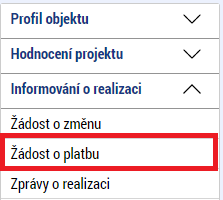 Profil objektu
Hodnocení projektu
Informování o realizaci
Žádost o změnu
Žádost o platbu
Zprávy o realizaci